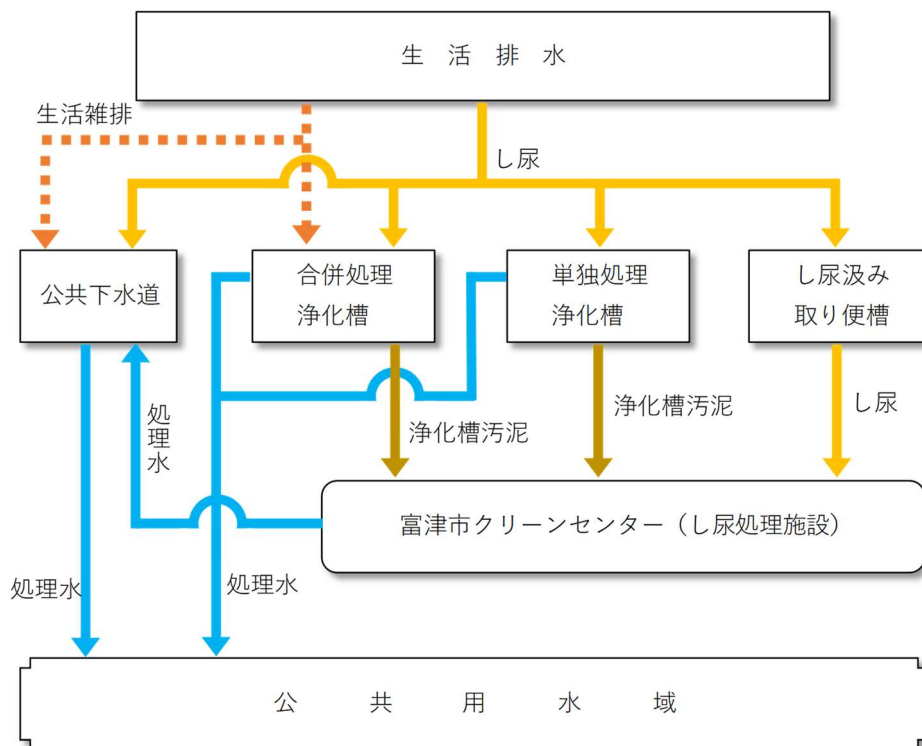 生 活 排 水
生活雑排
し尿
公共下水道
合併処理
浄化槽
単独処理
浄化槽
し尿汲み
取り便槽
処理水
浄化槽汚泥
浄化槽汚泥
し尿
富津市クリーンセンター（し尿処理施設）
処理水
処理水
公 共 用 水 域